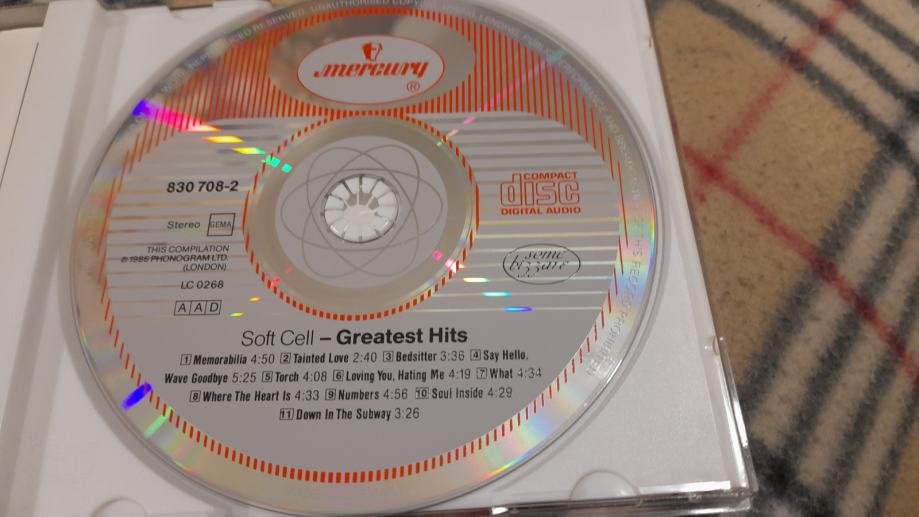 RESERVED. UNAUTHORISED
mercury
®
830 708-2
COMPACT
disc
DIGITAL AUDIO
Stereo GEMA
THIS COMPILATION
℗ 1986 PHONOGRAM LTD.
(LONDON)
some
bizzare
LC 0268
AAD
Soft Cell – Greatest Hits
1 Memorabilia 4:50 2 Tainted Love 2:40 3 Bedsitter 3:36 4 Say Hello,
Wave Goodbye 5:25 5 Torch 4:08 6 Loving You, Hating Me 4:19 7 What 4:34
8 Where The Heart Is 4:33 9 Numbers 4:56 10 Soul Inside 4:29
11 Down In The Subway 3:26